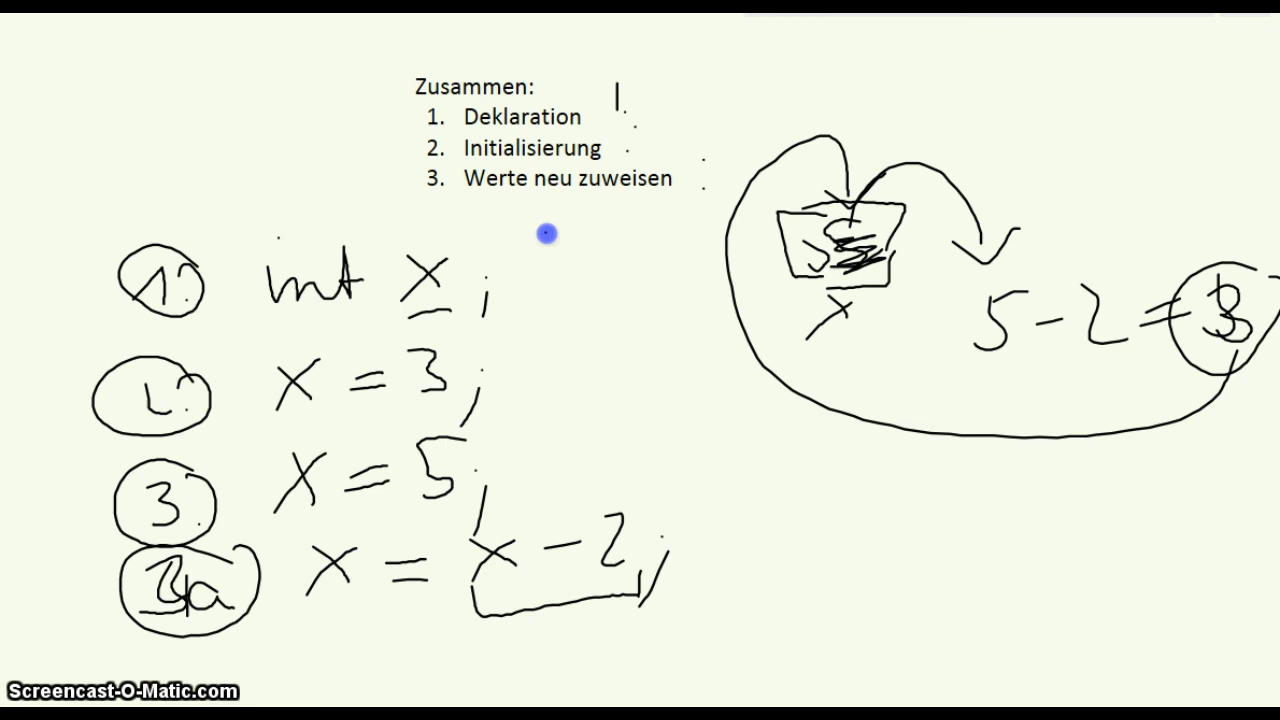 Zusammen:
1. Deklaration
2. Initialisierung
3. Werte neu zuweisen
1. int x;
2. x = 3;
3. x = 5;
3a x = x - 2;
x
5 - 2 = 3
Screencast-O-Matic.com